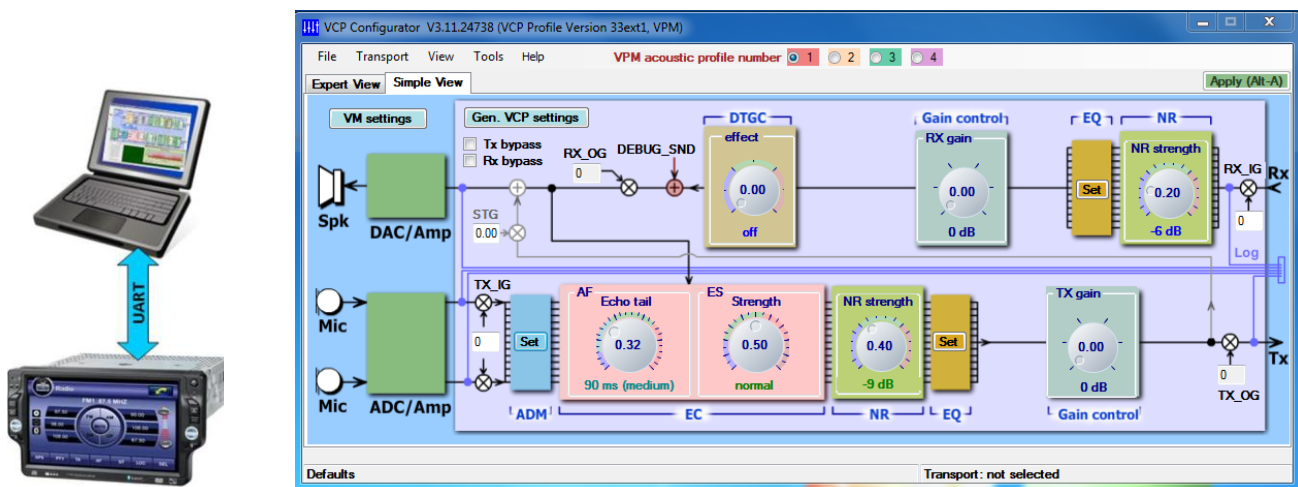 UART
Radio
FM1 87.5 MHZ
VCP Configurator V3.11.24738 (VCP Profile Version 33ext1, VPM)
File Transport View Tools Help VPM acoustic profile number 1 2 3 4
Expert View Simple View Apply (Alt-A)
VM settings Gen. VCP settings DTGC Gain control EQ NR
Tx bypass
Rx bypass
RX_OG
0
DEBUG_SND
effect
0.00
off
RX gain
0.00
0 dB
Set
NR strength
0.20
-6 dB
RX_IG
0
Rx
Spk
DAC/Amp
STG
0.00
Log
Mic
Mic
ADC/Amp
TX_IG
0
Set
ADM
AF
Echo tail
0.32
90 ms (medium)
ES
Strength
0.50
normal
EC
NR strength
0.40
-9 dB
NR
Set
EQ
TX gain
0.00
0 dB
Gain control
Tx
0
TX_OG
Defaults Transport: not selected